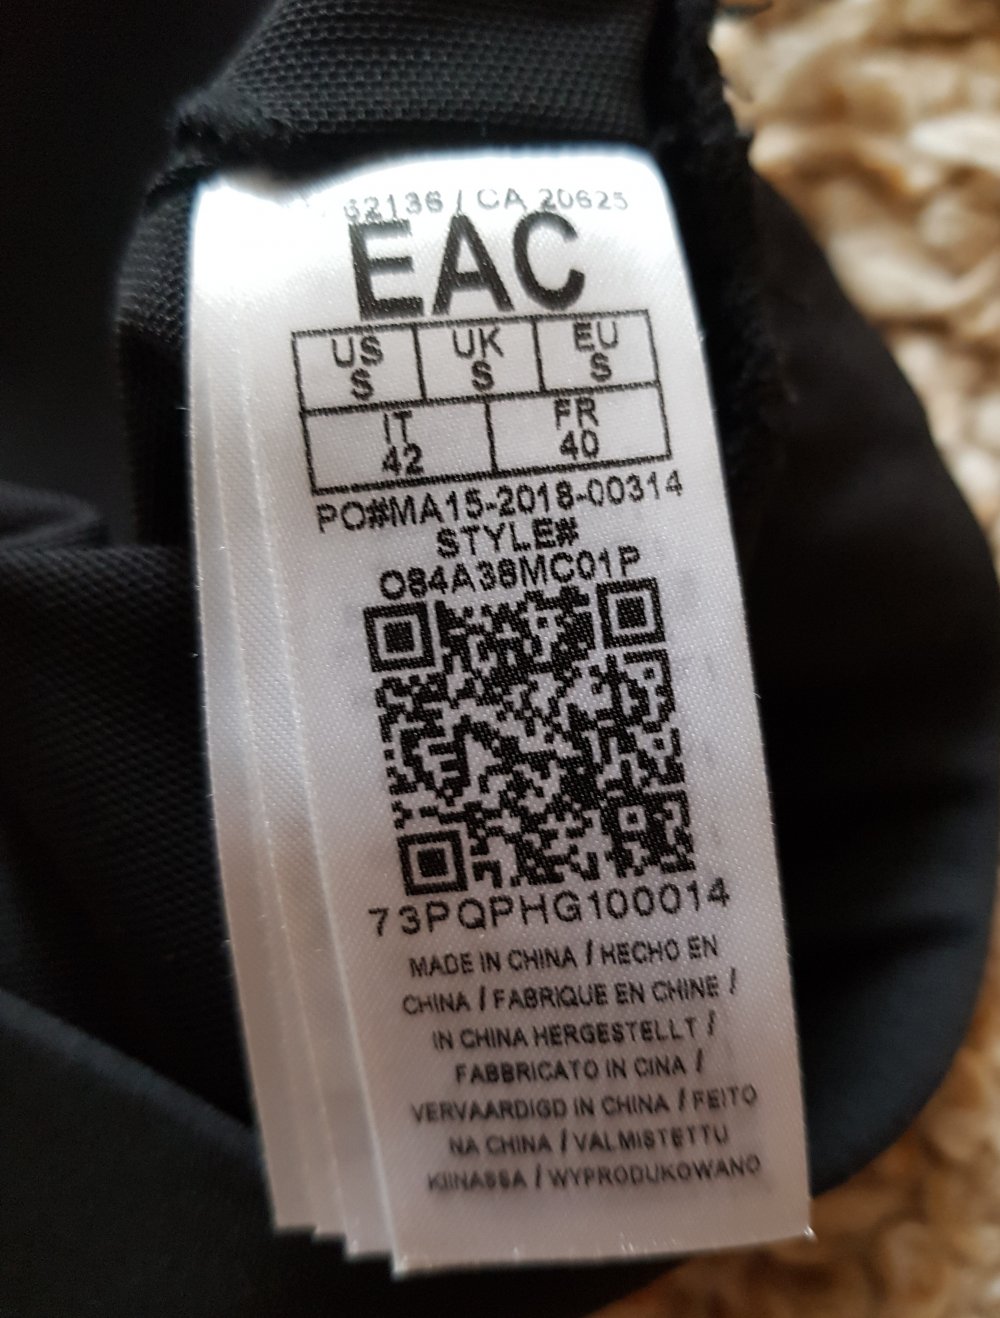 62136 / CA 20625
EAC
US UK EU
S S S
IT FR
42 40
PO#MA15-2018-00314
STYLE#
O84A38MC01P
73PQPHG100014
MADE IN CHINA / HECHO EN
CHINA / FABRIQUE EN CHINE /
IN CHINA HERGESTELLT /
FABBRICATO IN CINA /
VERVAARDIGD IN CHINA / FEITO
NA CHINA / VALMISTETTU
KIINASSA / WYPRODUKOWANO